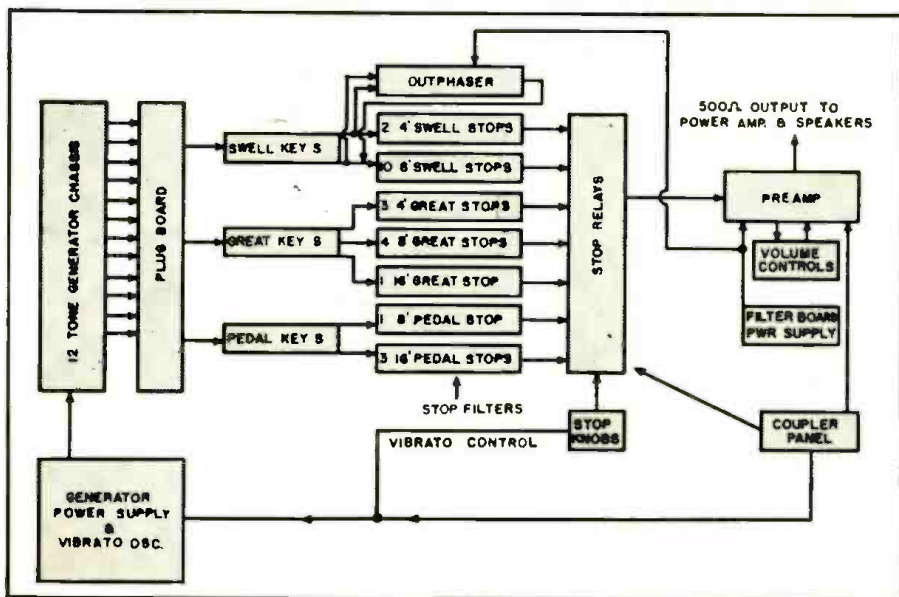 OUTPHASER
500Ω OUTPUT TO
POWER AMP. & SPEAKERS
2 4' SWELL STOPS
SWELL KEYS
10 8' SWELL STOPS
12 TONE GENERATOR CHASSIS
PLUG BOARD
STOP RELAYS
PREAMP
3 4' GREAT STOPS
GREAT KEYS
4 8' GREAT STOPS
VOLUME
CONTROLS
1 16' GREAT STOP
FILTER BOARD
PWR SUPPLY
1 8' PEDAL STOP
PEDAL KEYS
3 16' PEDAL STOPS
STOP FILTERS
VIBRATO CONTROL
STOP
KNOBS
COUPLER
PANEL
GENERATOR
POWER SUPPLY
&
VIBRATO OSC.